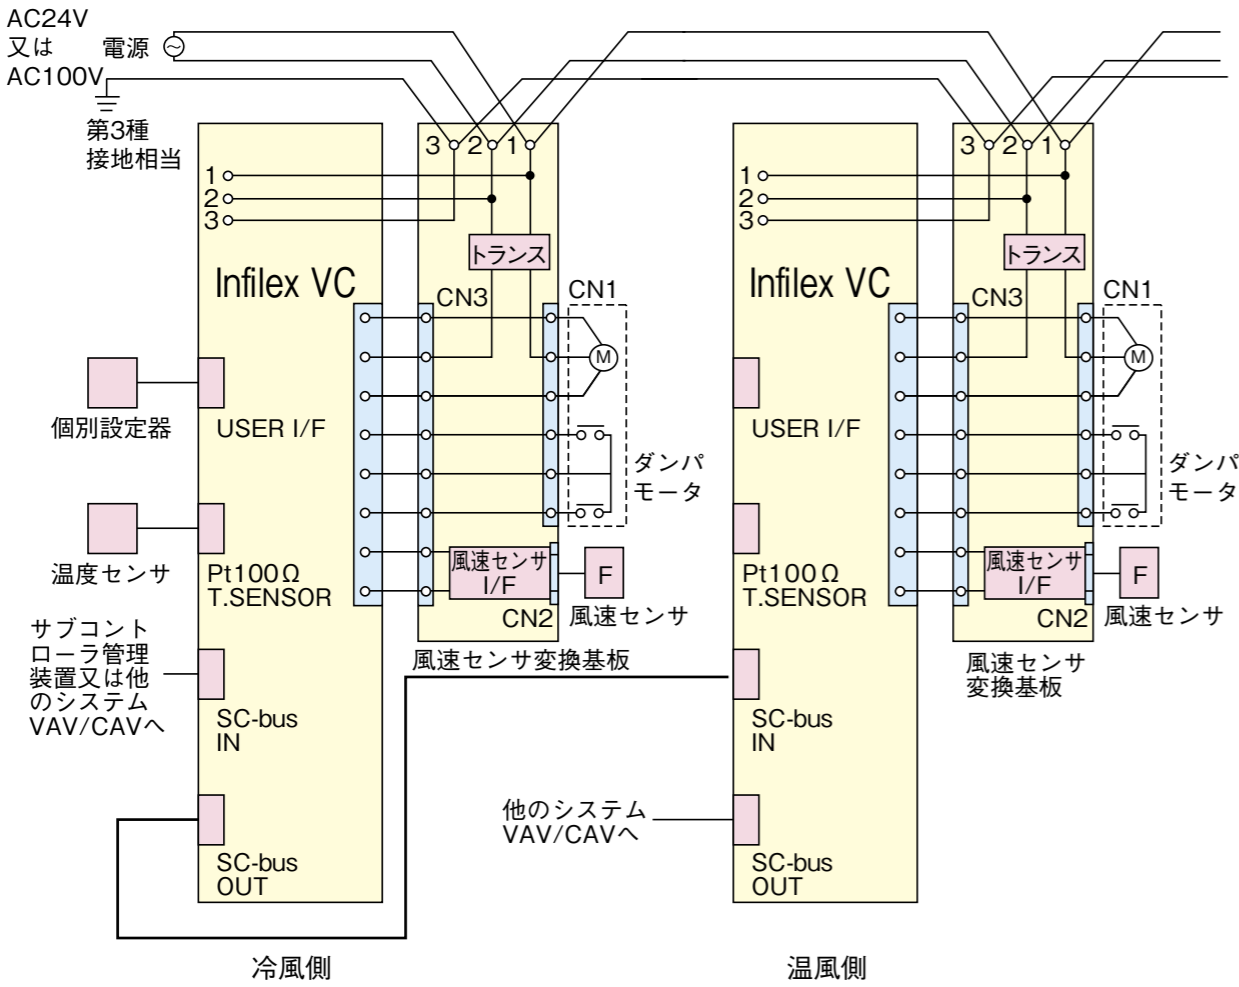 AC24V
又は 電源
AC100V
第3種
接地相当
3 2 1
1
2
3
トランス
Infilex VC
CN3
CN1
M
個別設定器
USER I/F
ダンパ
モータ
温度センサ
Pt100Ω
T.SENSOR
風速センサ
I/F
F
CN2
風速センサ
サブコント
ローラ管理
装置又は他
のシステム
VAV/CAVへ
風速センサ変換基板
SC-bus
IN
SC-bus
OUT
冷風側
3 2 1
1
2
3
トランス
Infilex VC
CN3
CN1
M
USER I/F
ダンパ
モータ
Pt100Ω
T.SENSOR
風速センサ
I/F
F
CN2
風速センサ
風速センサ
変換基板
SC-bus
IN
他のシステム
VAV/CAVへ
SC-bus
OUT
温風側